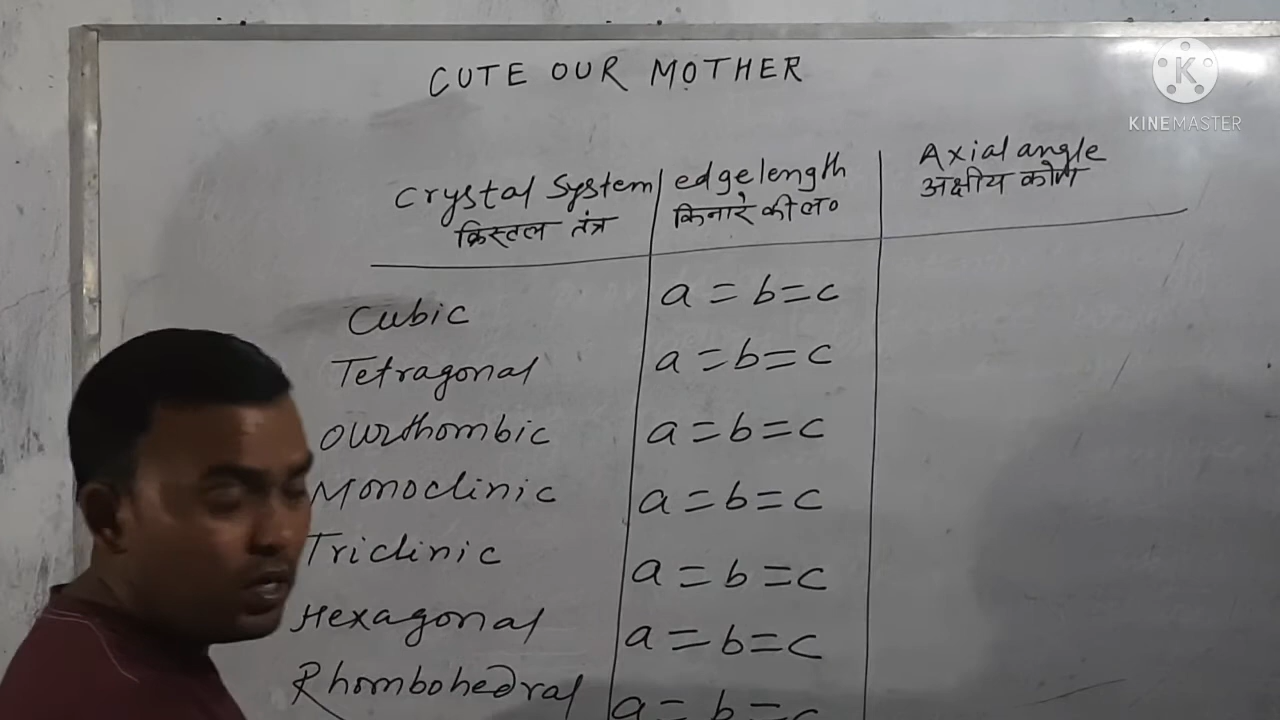 CUTE OUR MOTHER
K
KINEMASTER
Crystal System edge length Axial angle
क्रिस्तल तंत्र किनारे की ल० अक्षीय कोण
Cubic a = b = c
Tetragonal a = b = c
Ourthombic a = b = c
Monoclinic a = b = c
Triclinic a = b = c
Hexagonal a = b = c
Rhombohedral a = b = c